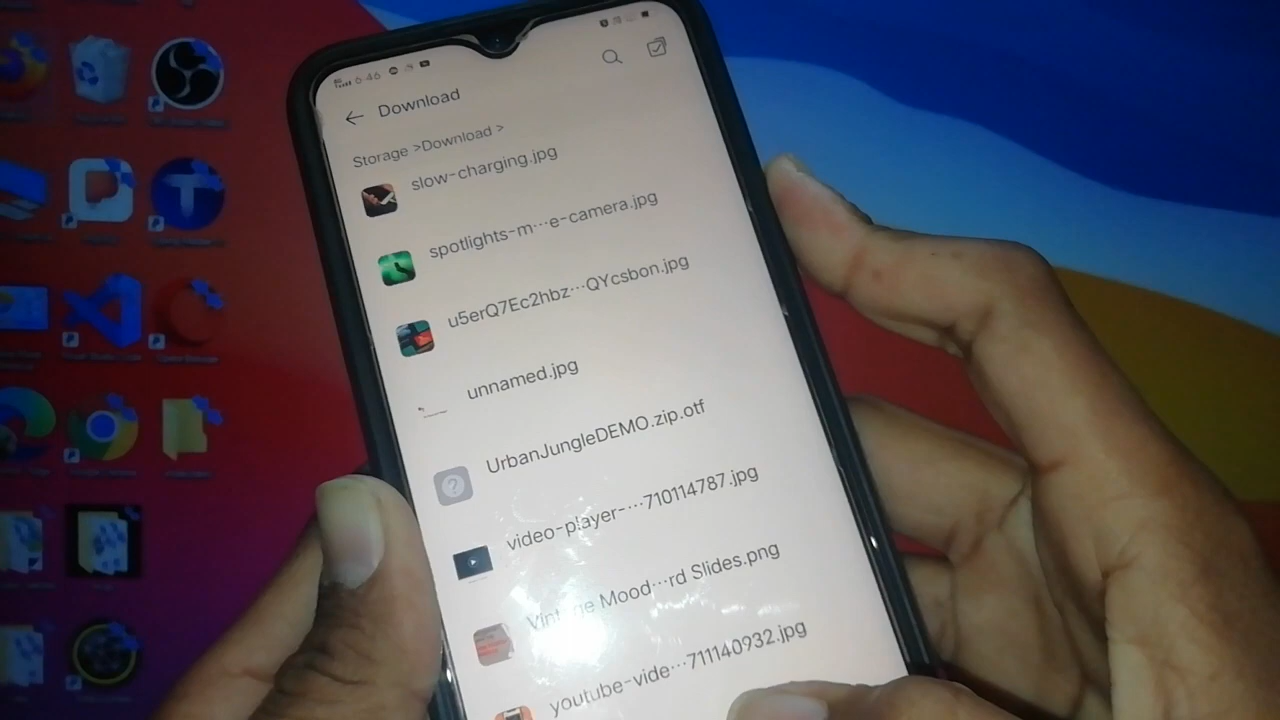 6:46
Download
Storage >Download >
slow-charging.jpg
spotlights-m···e-camera.jpg
u5erQ7Ec2hbz···QYcsbon.jpg
unnamed.jpg
UrbanJungleDEMO.zip.otf
video-player-···710114787.jpg
Vintage Mood···rd Slides.png
youtube-vide···711140932.jpg